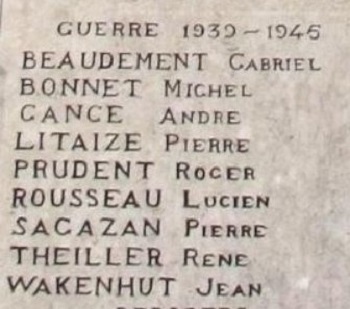 GUERRE 1939-1945
BEAUDEMENT GABRIEL
BONNET MICHEL
CANCE ANDRE
LITAIZE PIERRE
PRUDENT ROGER
ROUSSEAU LUCIEN
SACAZAN PIERRE
THEILLER RENE
WAKENHUT JEAN